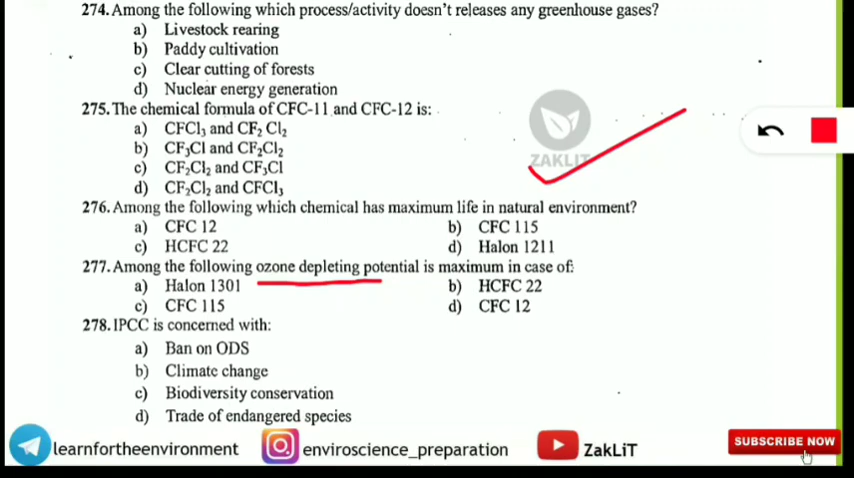 274. Among the following which process/activity doesn't releases any greenhouse gases?
a) Livestock rearing
b) Paddy cultivation
c) Clear cutting of forests
d) Nuclear energy generation
275. The chemical formula of CFC-11 and CFC-12 is:
a) CFCl₃ and CF₂ Cl₂
b) CF₃Cl and CF₂Cl₂
c) CF₂Cl₂ and CF₃Cl
d) CF₂Cl₂ and CFCl₃
ZAKLIT
276. Among the following which chemical has maximum life in natural environment?
a) CFC 12 b) CFC 115
c) HCFC 22 d) Halon 1211
277. Among the following ozone depleting potential is maximum in case of:
a) Halon 1301 b) HCFC 22
c) CFC 115 d) CFC 12
278. IPCC is concerned with:
a) Ban on ODS
b) Climate change
c) Biodiversity conservation
d) Trade of endangered species
learnfortheenvironment enviroscience_preparation ZakLiT SUBSCRIBE NOW